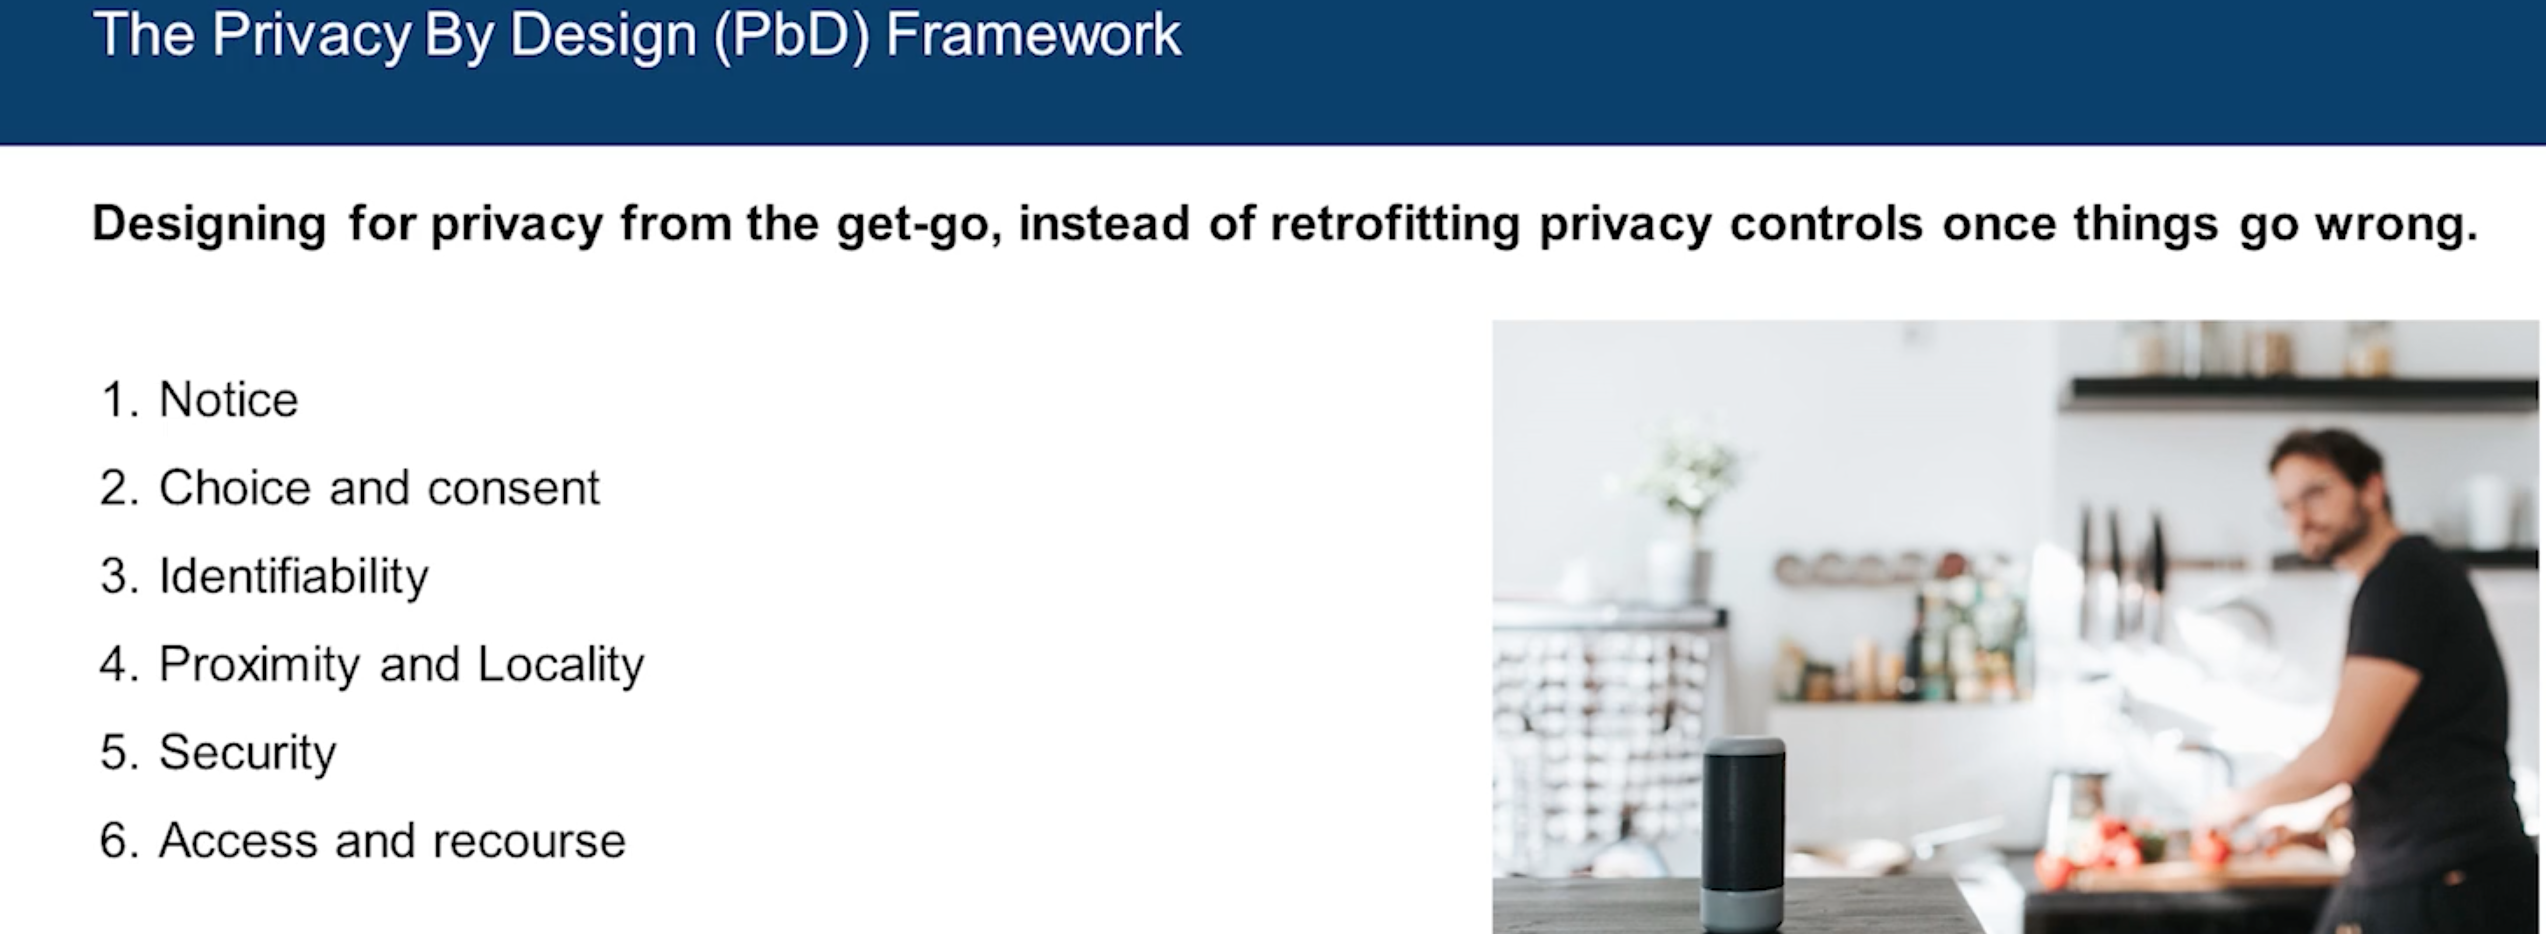 The Privacy By Design (PbD) Framework
Designing for privacy from the get-go, instead of retrofitting privacy controls once things go wrong.
1. Notice
2. Choice and consent
3. Identifiability
4. Proximity and Locality
5. Security
6. Access and recourse